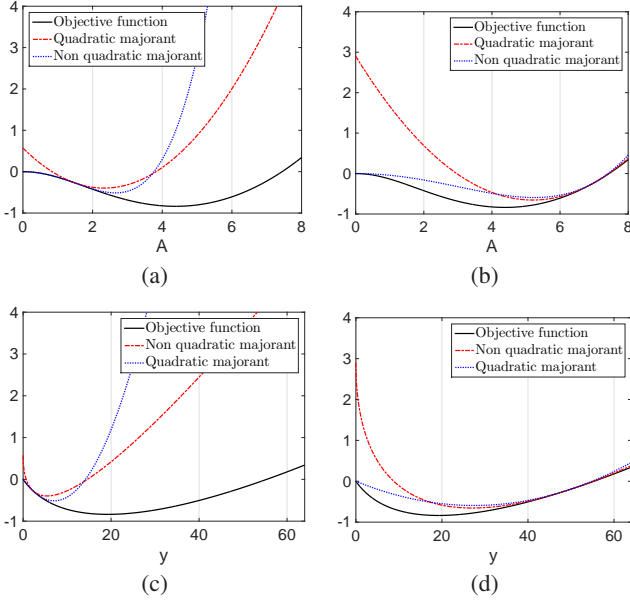 4
3
2
1
0
-1
Objective function
Quadratic majorant
Non quadratic majorant
0 2 4 6 8
A
(a)
4
3
2
1
0
-1
Objective function
Quadratic majorant
Non quadratic majorant
0 2 4 6 8
A
(b)
4
3
2
1
0
-1
Objective function
Non quadratic majorant
Quadratic majorant
0 20 40 60
y
(c)
4
3
2
1
0
-1
Objective function
Non quadratic majorant
Quadratic majorant
0 20 40 60
y
(d)